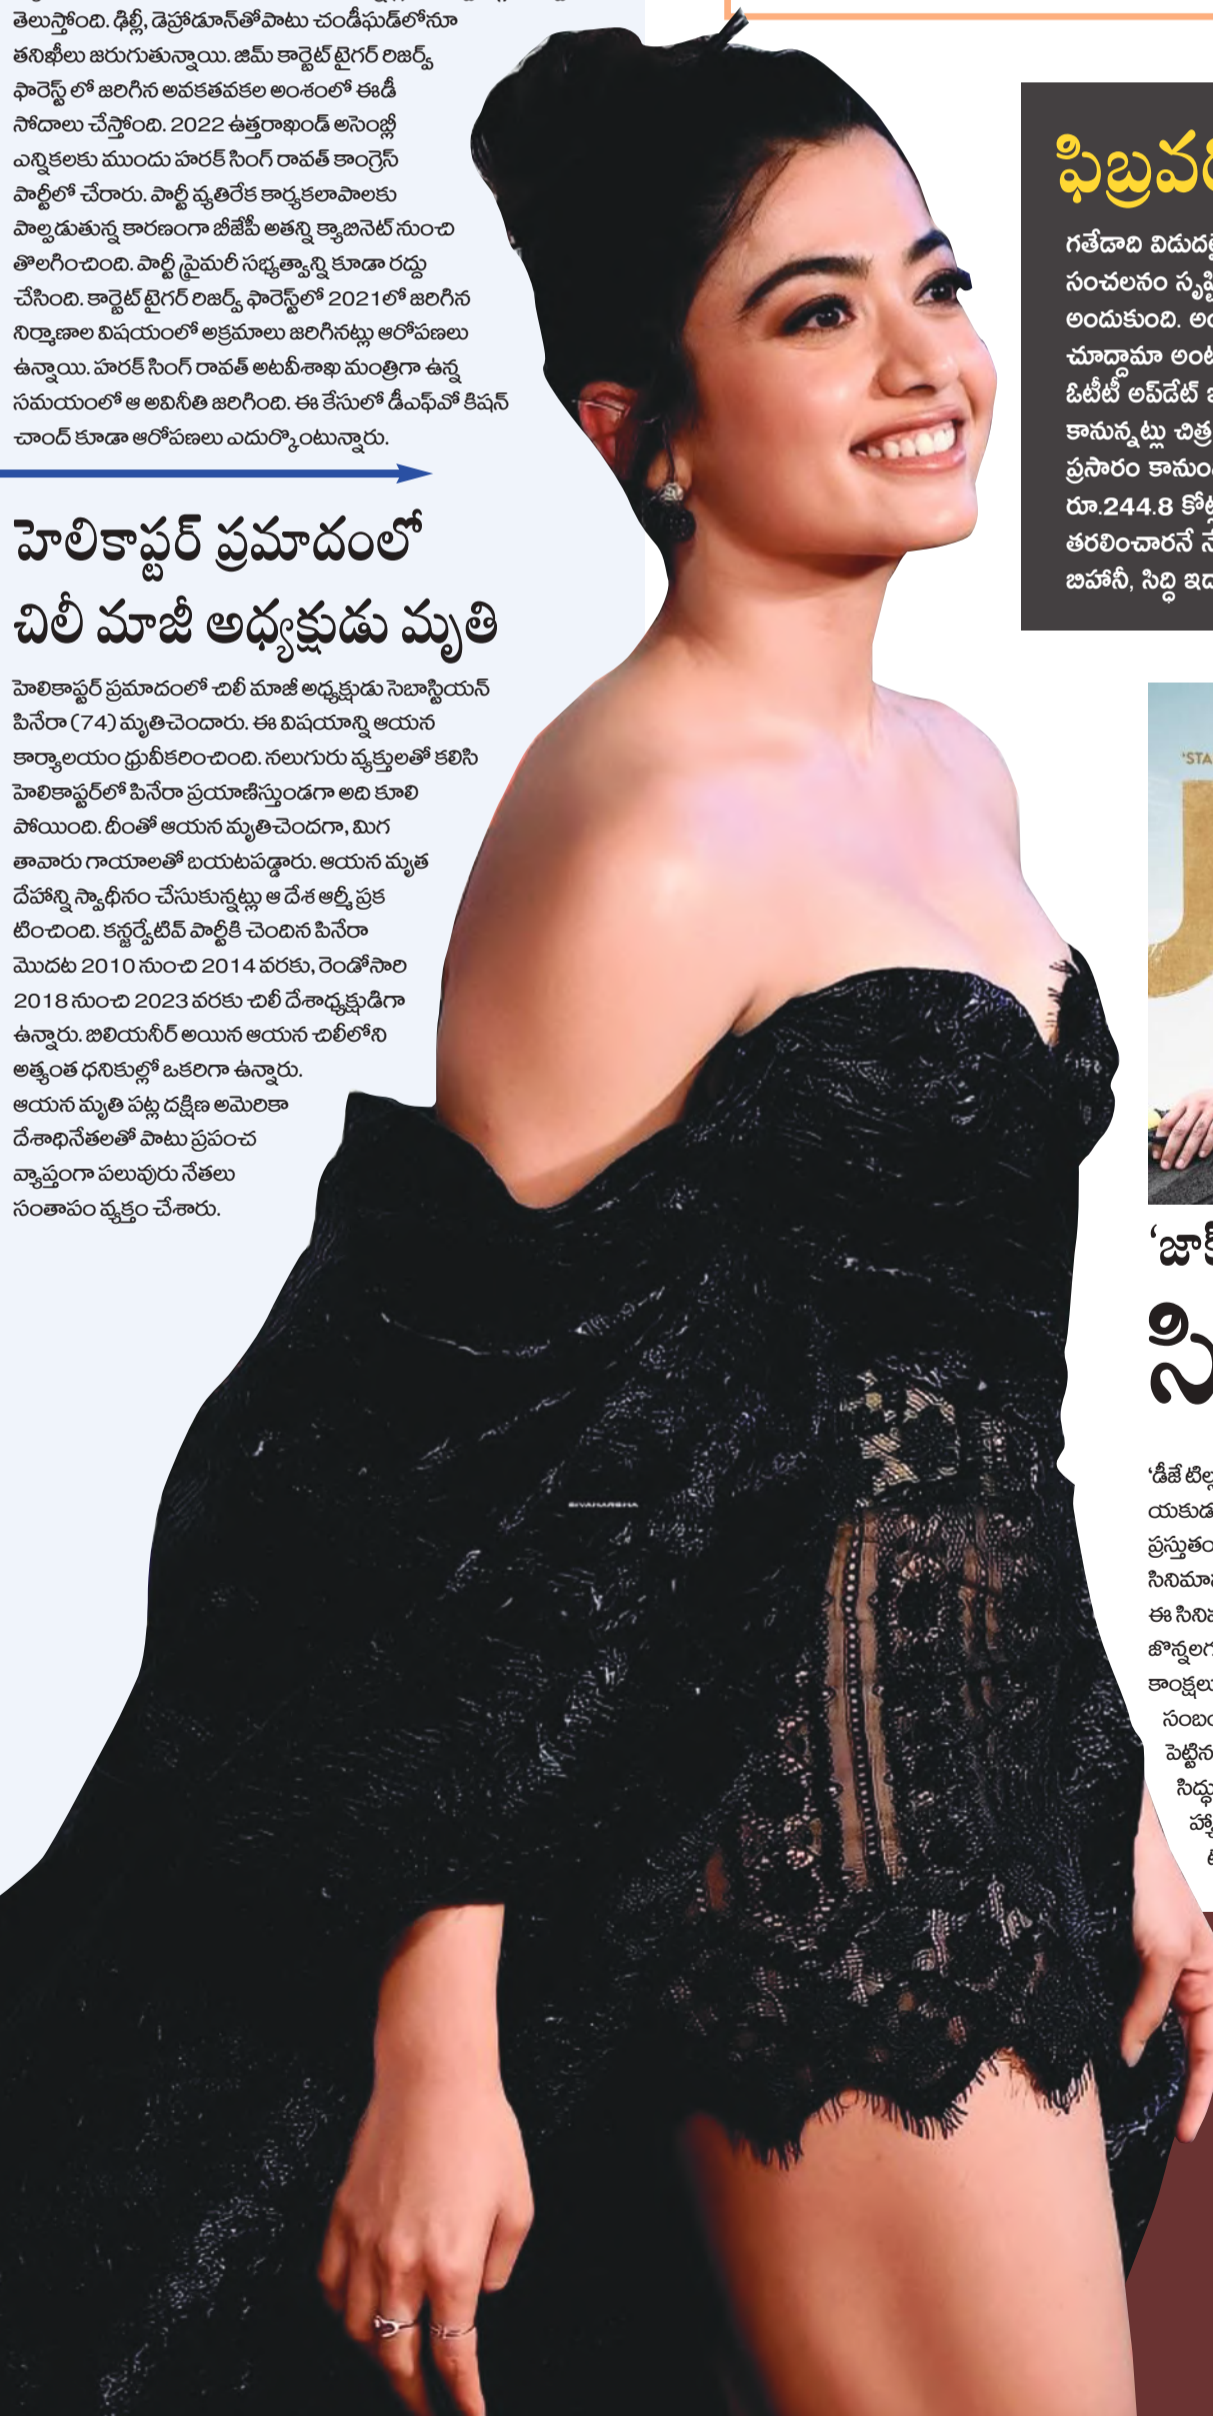 తెలుస్తోంది. ఢిల్లీ, డెహ్రాడూన్‌తోపాటు చండీఘడ్‌లోనూ
తనిఖీలు జరుగుతున్నాయి. జిమ్ కార్బెట్ టైగర్ రిజర్వ్
ఫారెస్ట్ లో జరిగిన అవకతవకల అంశంలో ఈడీ
సోదాలు చేస్తోంది. 2022 ఉత్తరాఖండ్ అసెంబ్లీ
ఎన్నికలకు ముందు హరక్ సింగ్ రావత్ కాంగ్రెస్
పార్టీలో చేరారు. పార్టీ వ్యతిరేక కార్యకలాపాలకు
పాల్పడుతున్న కారణంగా బీజేపీ అతన్ని క్యాబినెట్ నుంచి
తొలగించింది. పార్టీ ప్రైమరీ సభ్యత్వాన్ని కూడా రద్దు
చేసింది. కార్బెట్ టైగర్ రిజర్వ్ ఫారెస్ట్‌లో 2021లో జరిగిన
నిర్మాణాల విషయంలో అక్రమాలు జరిగినట్లు ఆరోపణలు
ఉన్నాయి. హరక్ సింగ్ రావత్ అటవీశాఖ మంత్రిగా ఉన్న
సమయంలో ఆ అవినీతి జరిగింది. ఈ కేసులో డీఎఫ్‌వో కిషన్
చాంద్ కూడా ఆరోపణలు ఎదుర్కొంటున్నారు.
హెలికాప్టర్ ప్రమాదంలో
చిలీ మాజీ అధ్యక్షుడు మృతి
హెలికాప్టర్ ప్రమాదంలో చిలీ మాజీ అధ్యక్షుడు సెబాస్టియన్
పినేరా (74) మృతిచెందారు. ఈ విషయాన్ని ఆయన
కార్యాలయం ధ్రువీకరించింది. నలుగురు వ్యక్తులతో కలిసి
హెలికాప్టర్‌లో పినేరా ప్రయాణిస్తుండగా అది కూలి
పోయింది. దీంతో ఆయన మృతిచెందగా, మిగ
తావారు గాయాలతో బయటపడ్డారు. ఆయన మృత
దేహాన్ని స్వాధీనం చేసుకున్నట్లు ఆ దేశ ఆర్మీ ప్రక
టించింది. కన్జర్వేటివ్ పార్టీకి చెందిన పినేరా
మొదట 2010 నుంచి 2014 వరకు, రెండోసారి
2018 నుంచి 2023 వరకు చిలీ దేశాధ్యక్షుడిగా
ఉన్నారు. బిలియనీర్ అయిన ఆయన చిలీలోని
అత్యంత ధనికుల్లో ఒకరిగా ఉన్నారు.
ఆయన మృతి పట్ల దక్షిణ అమెరికా
దేశాధినేతలతో పాటు ప్రపంచ
వ్యాప్తంగా పలువురు నేతలు
సంతాపం వ్యక్తం చేశారు.
గతేడాది
సంచలనం
అందుకుంది.
చూద్దామా
ఓటీటీ అప్‌డేట్
కానున్నట్లు
ప్రసారం
రూ.244.8
తరలించారనే
బిహానీ, సిద్ధి
ఈ